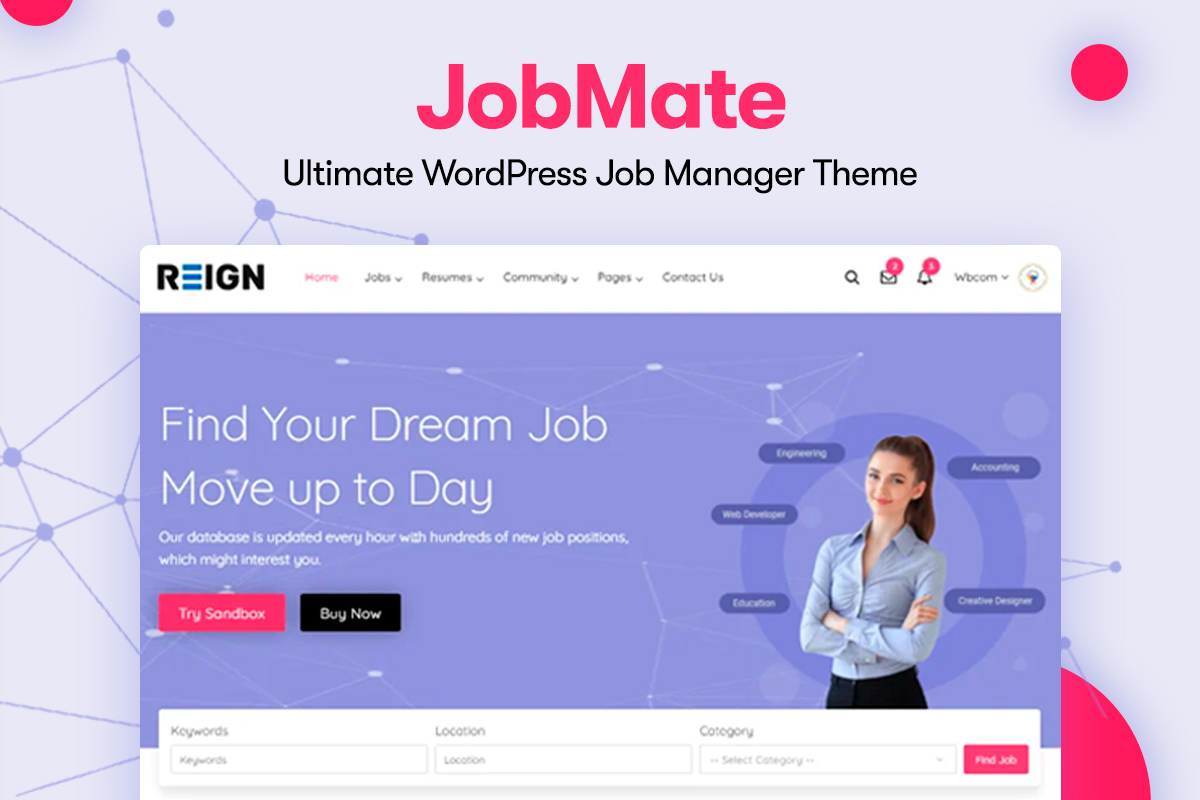 JobMate
Ultimate WordPress Job Manager Theme
REIGN Home Jobs Resumes Community Pages Contact Us 2 3 Wbcom
Find Your Dream Job
Move up to Day
Our database is updated every hour with hundreds of new job positions,
which might interest you.
Try Sandbox Buy Now
Engineering
Accounting
Web Developer
Education
Creative Designer
Keywords Location Category
Keywords Location -- Select Category -- Find Job